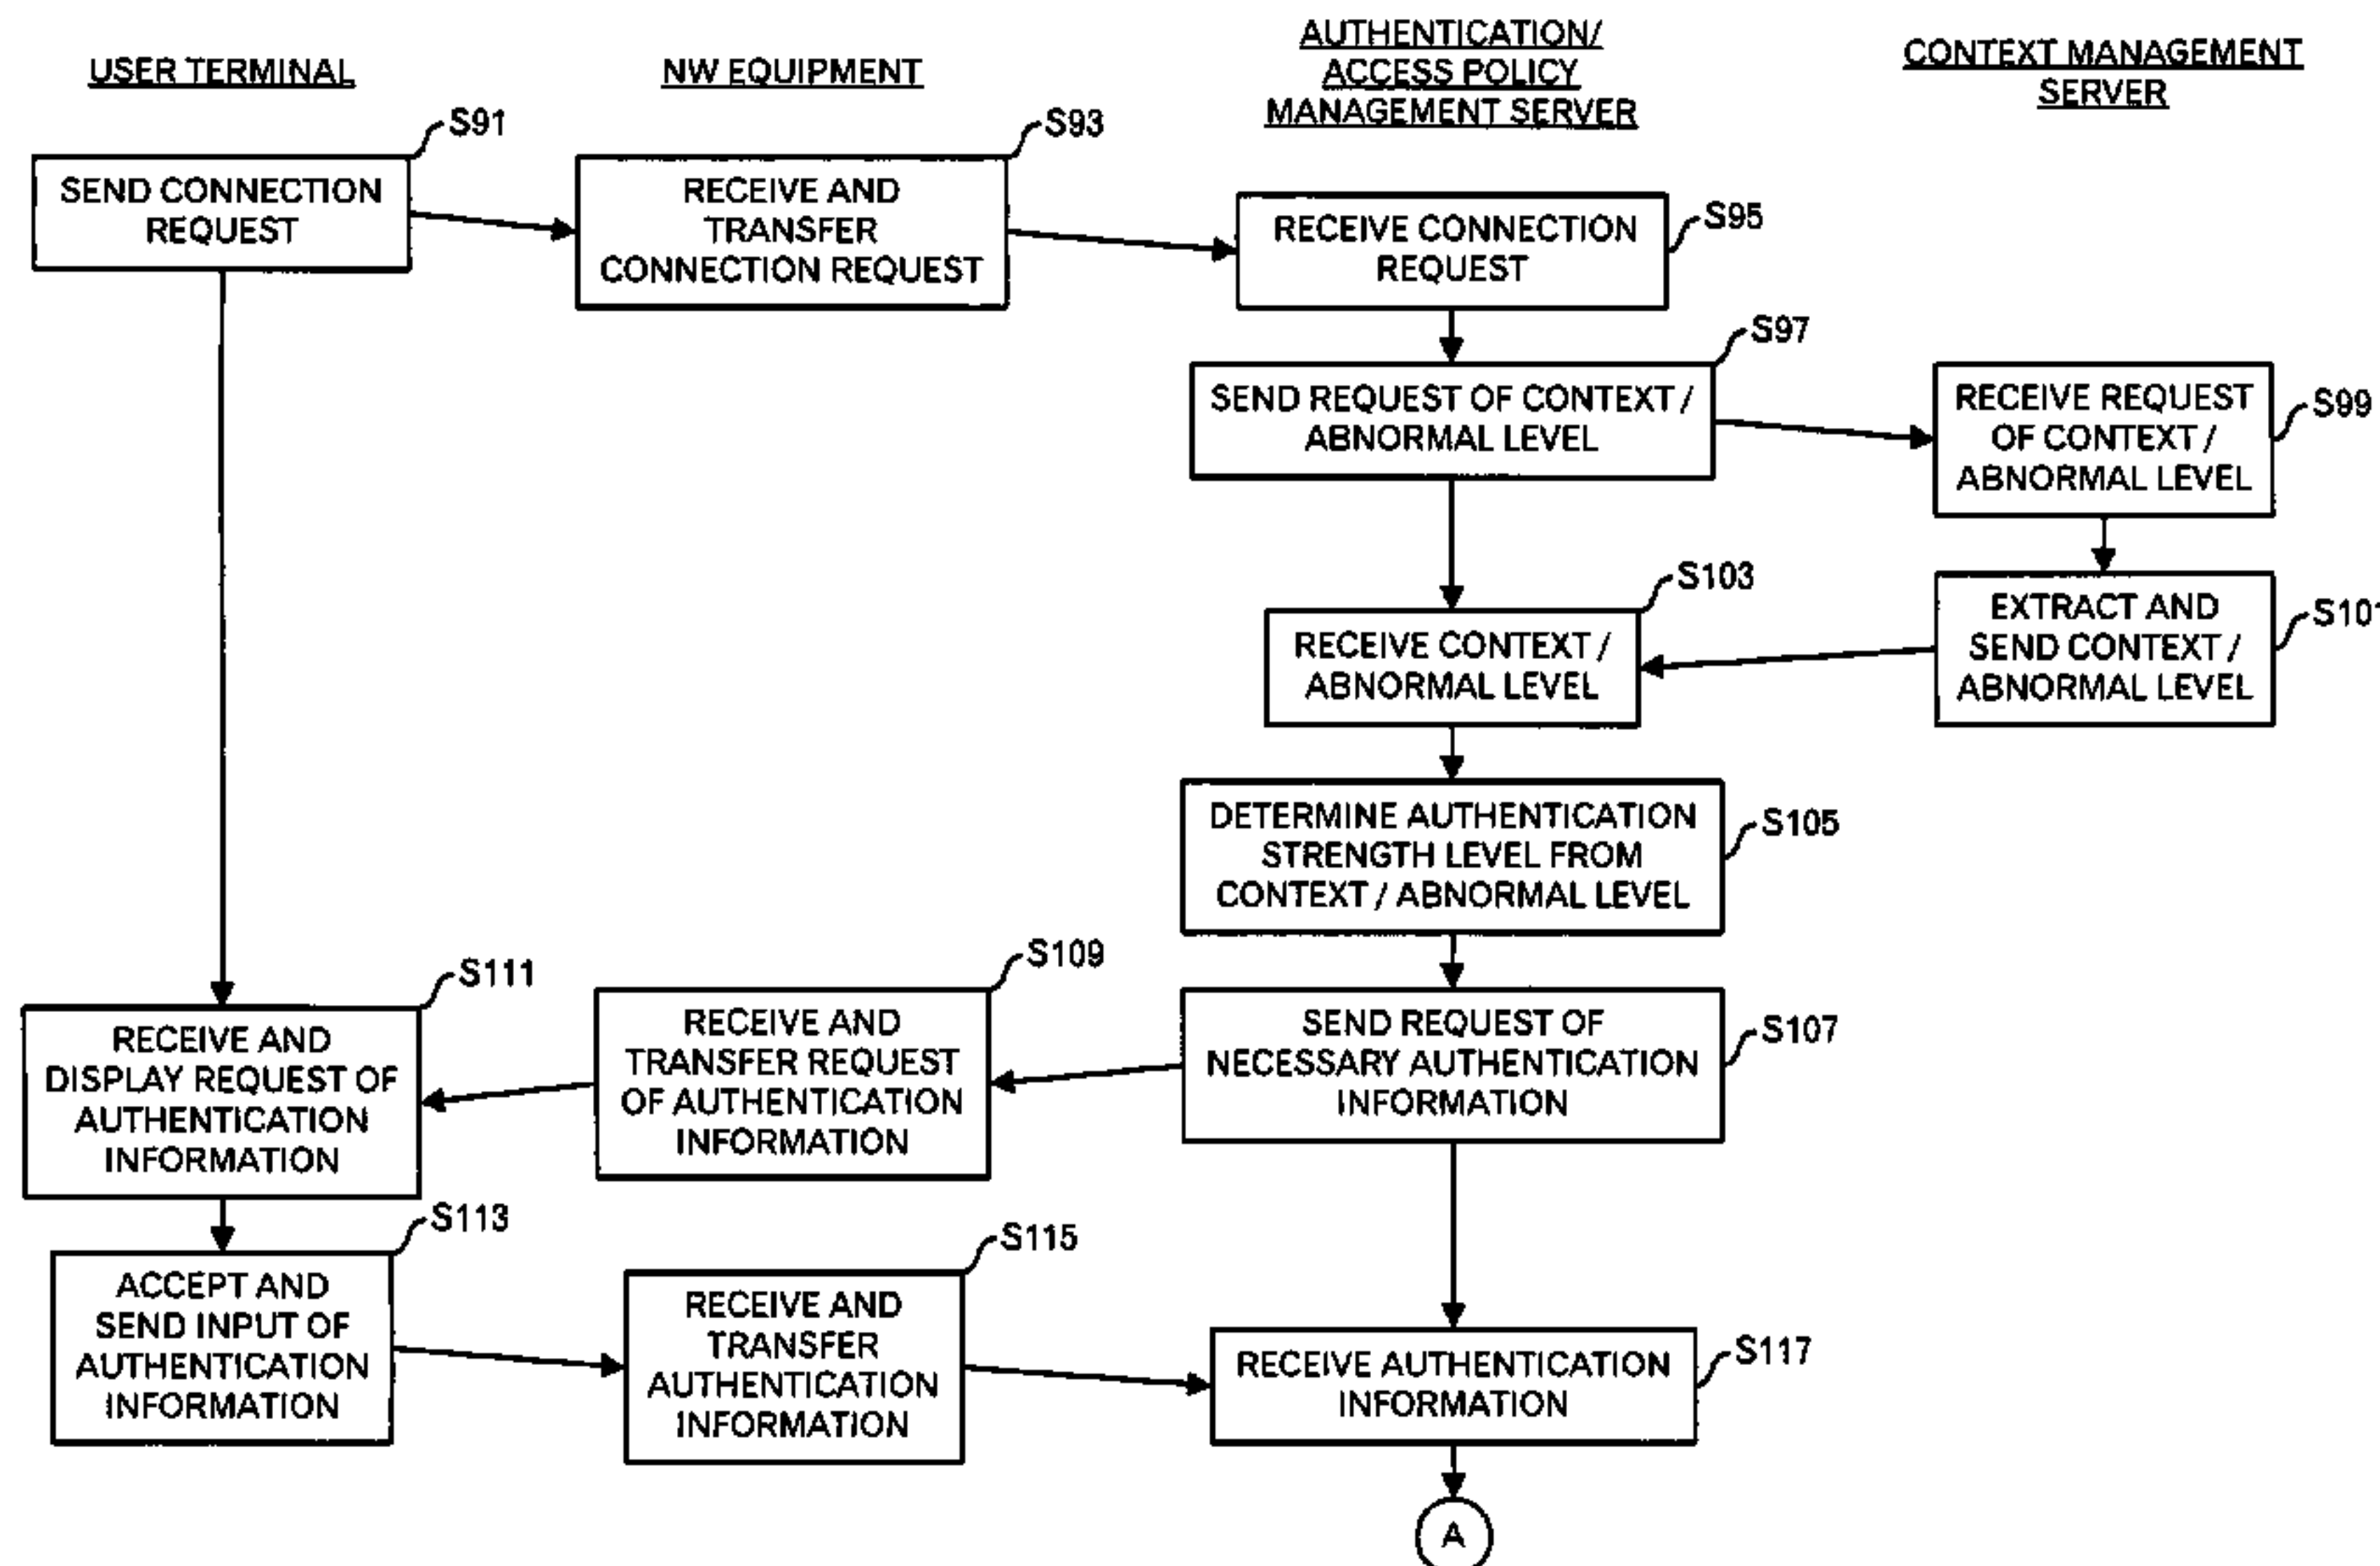 USER TERMINAL
NW EQUIPMENT
AUTHENTICATION/
ACCESS POLICY
MANAGEMENT SERVER
CONTEXT MANAGEMENT
SERVER
S91
SEND CONNECTION
REQUEST
S93
RECEIVE AND
TRANSFER
CONNECTION REQUEST
S95
RECEIVE CONNECTION
REQUEST
S97
SEND REQUEST OF CONTEXT /
ABNORMAL LEVEL
S99
RECEIVE REQUEST
OF CONTEXT /
ABNORMAL LEVEL
S101
EXTRACT AND
SEND CONTEXT /
ABNORMAL LEVEL
S103
RECEIVE CONTEXT /
ABNORMAL LEVEL
S105
DETERMINE AUTHENTICATION
STRENGTH LEVEL FROM
CONTEXT / ABNORMAL LEVEL
S107
SEND REQUEST OF
NECESSARY AUTHENTICATION
INFORMATION
S109
RECEIVE AND
TRANSFER REQUEST
OF AUTHENTICATION
INFORMATION
S111
RECEIVE AND
DISPLAY REQUEST OF
AUTHENTICATION
INFORMATION
S113
ACCEPT AND
SEND INPUT OF
AUTHENTICATION
INFORMATION
S115
RECEIVE AND
TRANSFER
AUTHENTICATION
INFORMATION
S117
RECEIVE AUTHENTICATION
INFORMATION
A